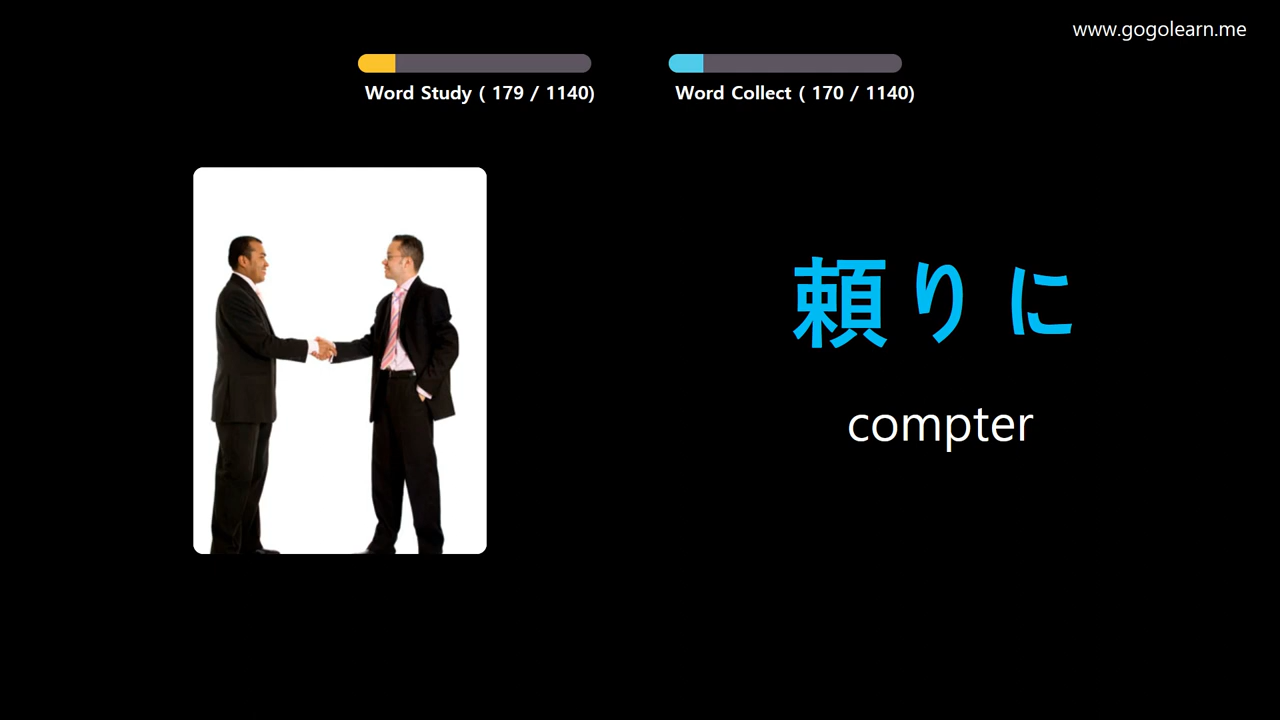 www.gogolearn.me
Word Study ( 179 / 1140)
Word Collect ( 170 / 1140)
頼りに
compter